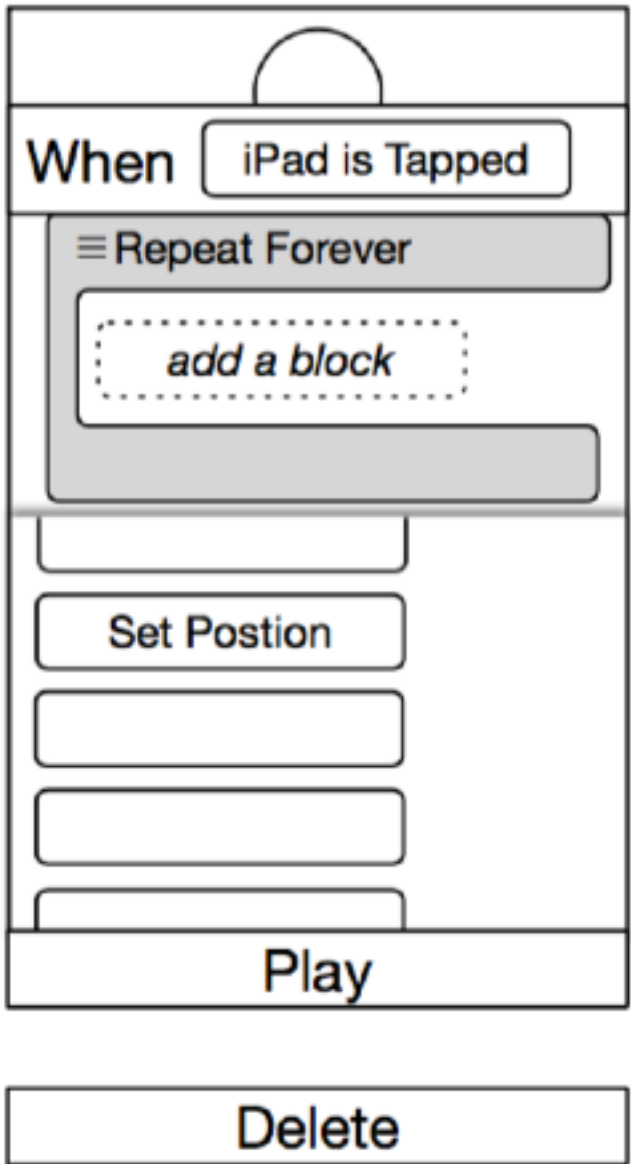 When iPad is Tapped
Repeat Forever
add a block
Set Postion
Play
Delete